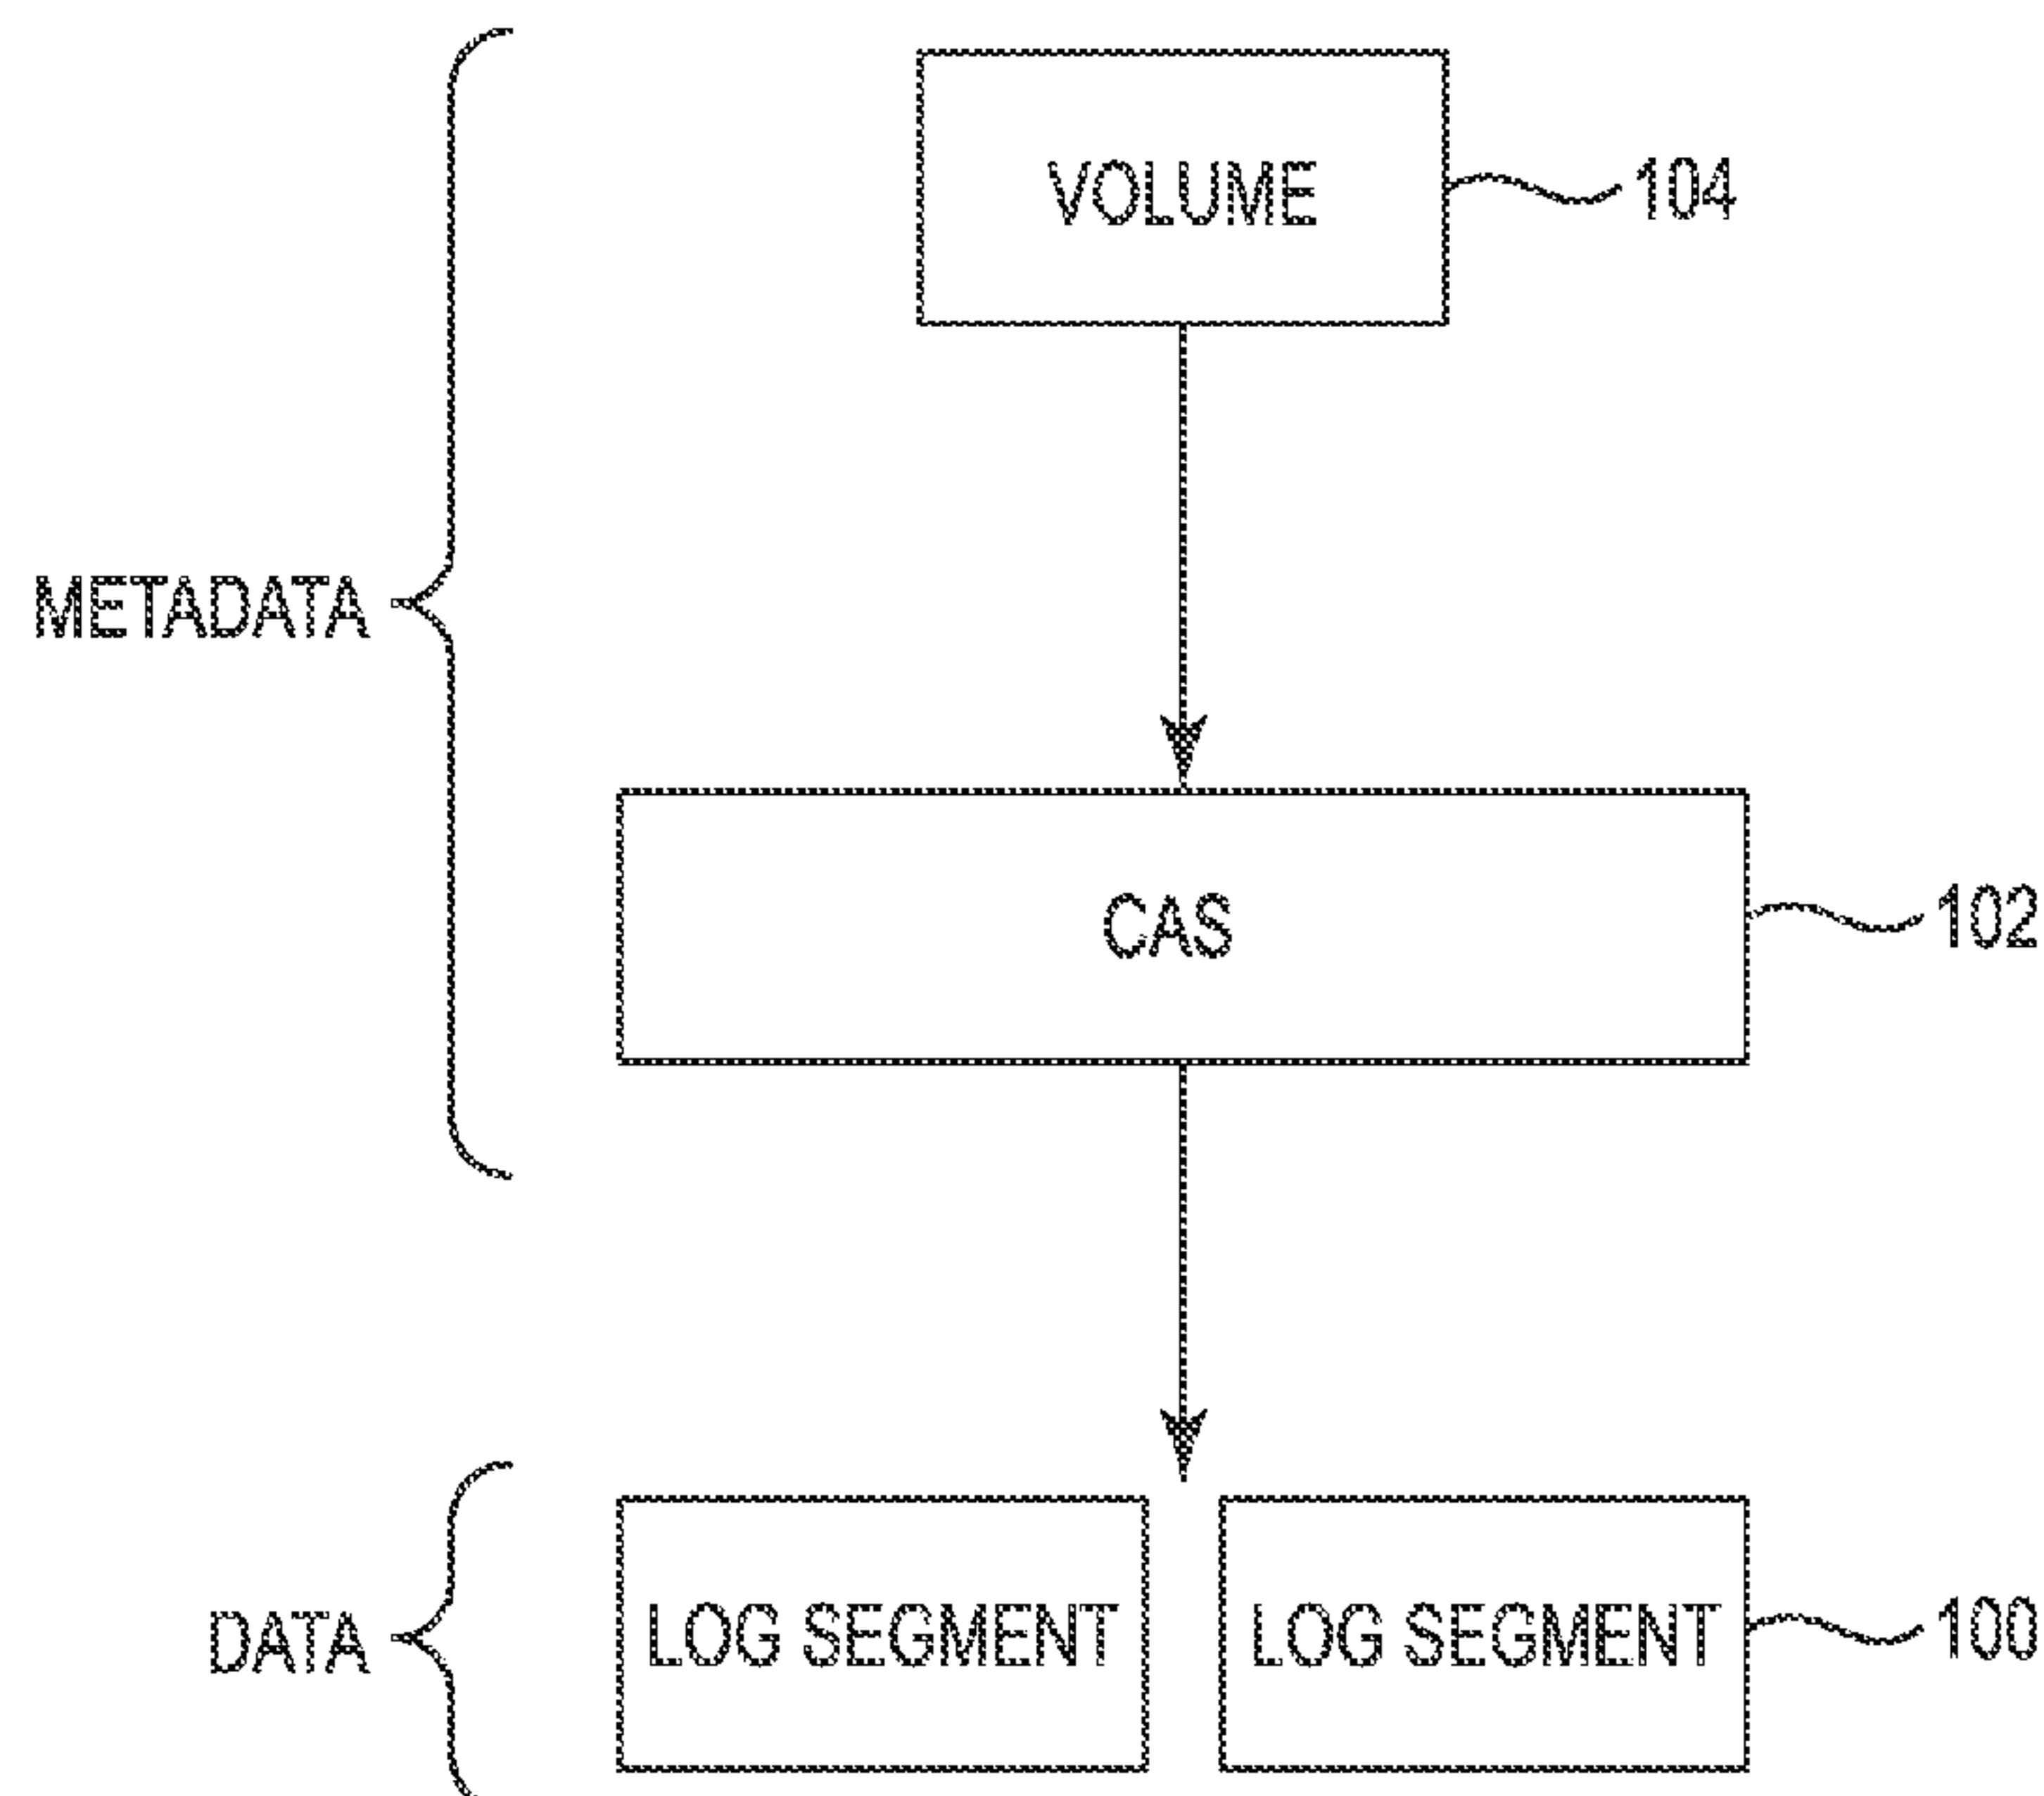 VOLUME
104
METADATA
CAS
102
DATA
LOG SEGMENT
LOG SEGMENT
100